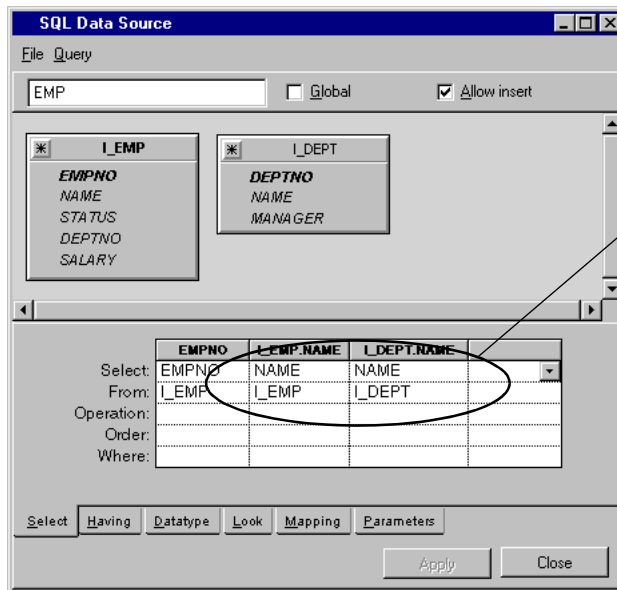 SQL Data Source
File Query
EMP Global Allow insert
I_EMP
EMPNO
NAME
STATUS
DEPTNO
SALARY
I_DEPT
DEPTNO
NAME
MANAGER
EMPNO I_EMP.NAME I_DEPT.NAME
Select: EMPNO NAME NAME
From: I_EMP I_EMP I_DEPT
Operation:
Order:
Where:
Select Having Datatype Look Mapping Parameters
Apply Close